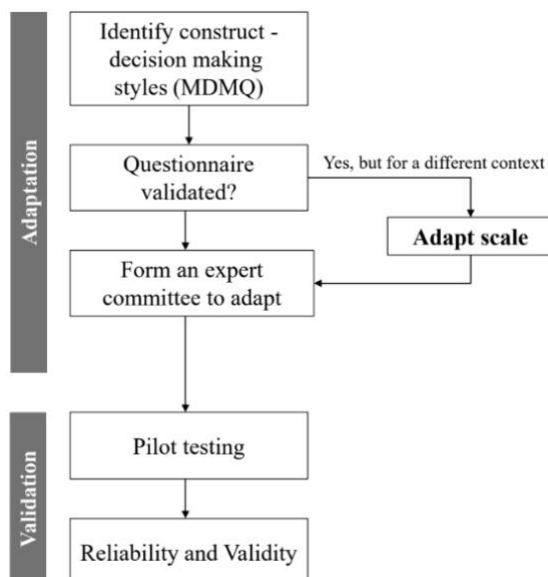 Adaptation
Identify construct -
decision making
styles (MDMQ)
Questionnaire
validated?
Yes, but for a different context
Adapt scale
Form an expert
committee to adapt
Validation
Pilot testing
Reliability and Validity